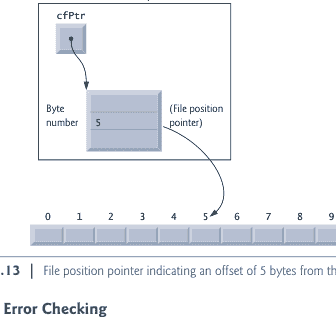 cfPtr
Byte number
5
(File position pointer)
0 1 2 3 4 5 6 7 8 9
.13 | File position pointer indicating an offset of 5 bytes from th
Error Checking